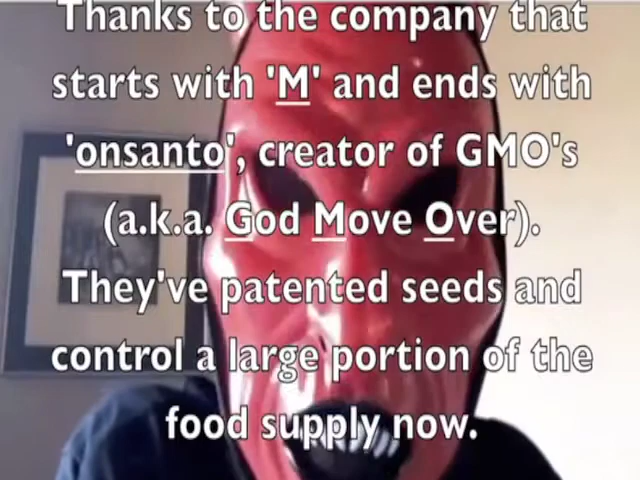 Thanks to the company that
starts with 'M' and ends with
'onsanto', creator of GMO's
(a.k.a. God Move Over).
They've patented seeds and
control a large portion of the
food supply now.